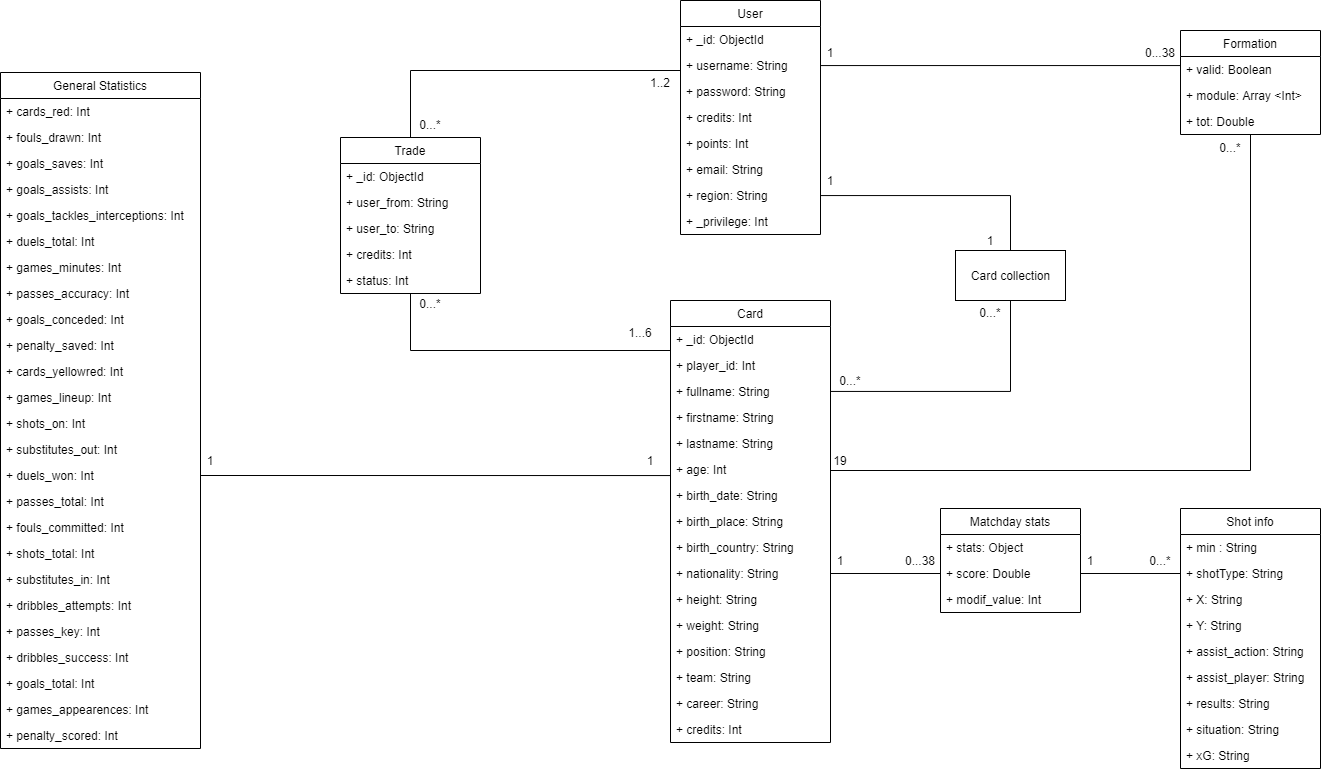 User
+ _id: ObjectId
+ username: String
+ password: String
+ credits: Int
+ points: Int
+ email: String
+ region: String
+ _privilege: Int
1
0...38
Formation
+ valid: Boolean
+ module: Array <Int>
+ tot: Double
0...*
1..2
0...*
Trade
+ _id: ObjectId
+ user_from: String
+ user_to: String
+ credits: Int
+ status: Int
0...*
1...6
1
1
Card collection
0...*
0...*
General Statistics
+ cards_red: Int
+ fouls_drawn: Int
+ goals_saves: Int
+ goals_assists: Int
+ goals_tackles_interceptions: Int
+ duels_total: Int
+ games_minutes: Int
+ passes_accuracy: Int
+ goals_conceded: Int
+ penalty_saved: Int
+ cards_yellowred: Int
+ games_lineup: Int
+ shots_on: Int
+ substitutes_out: Int
+ duels_won: Int
+ passes_total: Int
+ fouls_committed: Int
+ shots_total: Int
+ substitutes_in: Int
+ dribbles_attempts: Int
+ passes_key: Int
+ dribbles_success: Int
+ goals_total: Int
+ games_appearences: Int
+ penalty_scored: Int
1
1
Card
+ _id: ObjectId
+ player_id: Int
+ fullname: String
+ firstname: String
+ lastname: String
+ age: Int
+ birth_date: String
+ birth_place: String
+ birth_country: String
+ nationality: String
+ height: String
+ weight: String
+ position: String
+ team: String
+ career: String
+ credits: Int
19
1
0...38
Matchday stats
+ stats: Object
+ score: Double
+ modif_value: Int
1
0...*
Shot info
+ min : String
+ shotType: String
+ X: String
+ Y: String
+ assist_action: String
+ assist_player: String
+ results: String
+ situation: String
+ xG: String